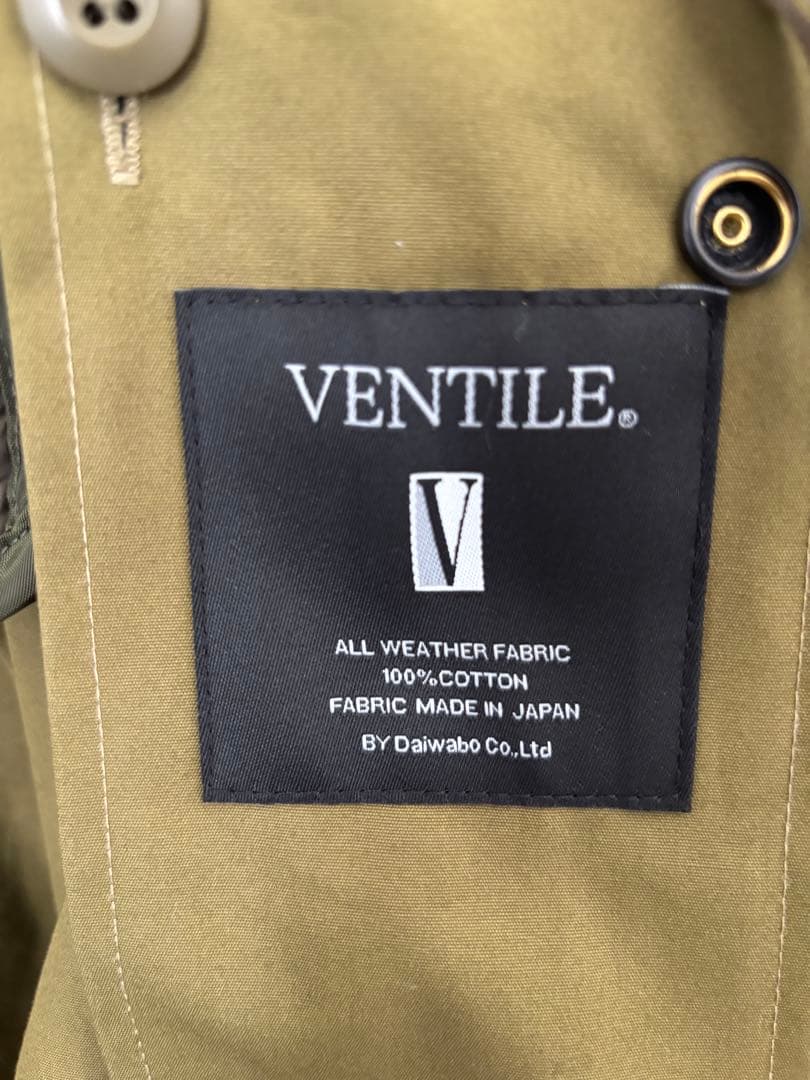 VENTILE®
V
ALL WEATHER FABRIC
100%COTTON
FABRIC MADE IN JAPAN
BY Daiwabo Co.,Ltd